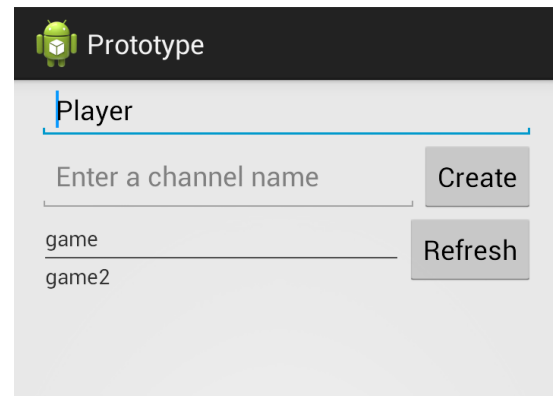 Prototype
Player
Enter a channel name
Create
game
Refresh
game2